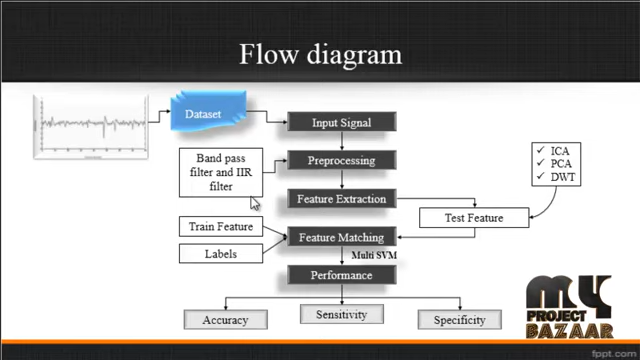 Flow diagram
Dataset
Input Signal
Band pass
filter and IIR
filter
Preprocessing
ICA
PCA
DWT
Feature Extraction
Test Feature
Train Feature
Labels
Feature Matching
Multi SVM
Performance
Accuracy
Sensitivity
Specificity
MY
PROJECT
BAZAAR
fppt.com